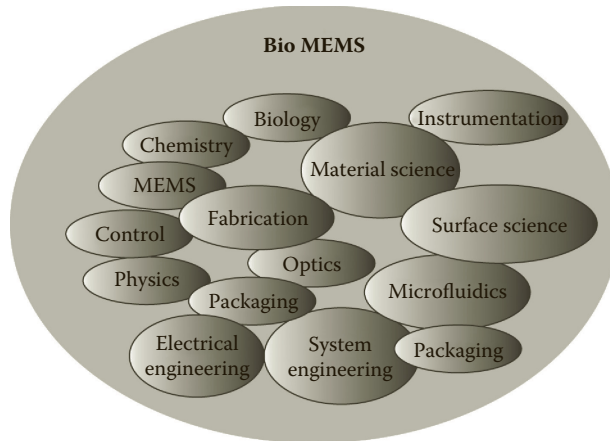 Bio MEMS
Biology
Instrumentation
Chemistry
Material science
MEMS
Fabrication
Surface science
Control
Optics
Physics
Microfluidics
Packaging
Electrical
engineering
System
engineering
Packaging